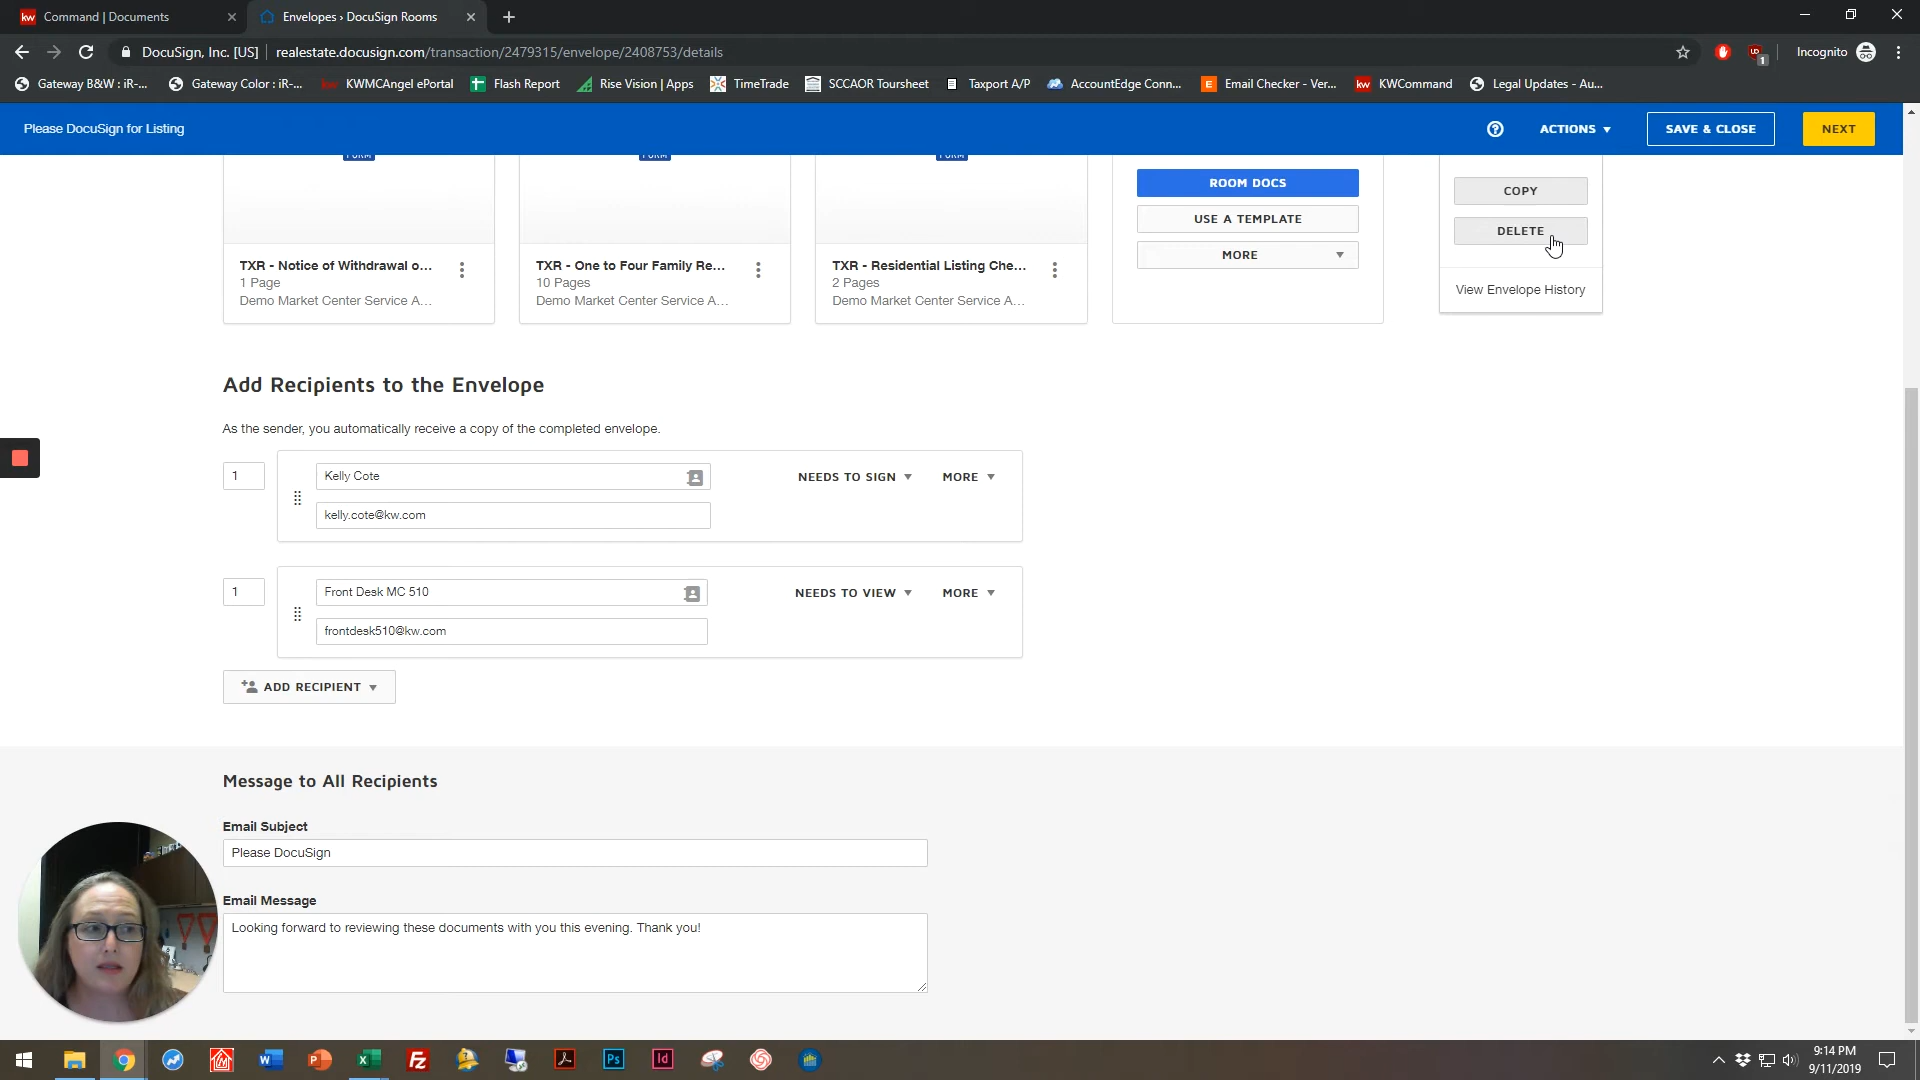 Command | Documents
Envelopes › DocuSign Rooms
DocuSign, Inc. [US]
realestate.docusign.com/transaction/2479315/envelope/2408753/details
Incognito
Gateway B&W : iR-...
Gateway Color : iR-...
KWMCAngel ePortal
Flash Report
Rise Vision | Apps
TimeTrade
SCCAOR Toursheet
Taxport A/P
AccountEdge Conn...
Email Checker - Ver...
KWCommand
Legal Updates - Au...
Please DocuSign for Listing
ACTIONS
SAVE & CLOSE
NEXT
FORM
FORM
FORM
ROOM DOCS
USE A TEMPLATE
MORE
COPY
DELETE
View Envelope History
TXR - Notice of Withdrawal o...
1 Page
Demo Market Center Service A...
TXR - One to Four Family Re...
10 Pages
Demo Market Center Service A...
TXR - Residential Listing Che...
2 Pages
Demo Market Center Service A...
Add Recipients to the Envelope
As the sender, you automatically receive a copy of the completed envelope.
1
Kelly Cote
NEEDS TO SIGN
MORE
kelly.cote@kw.com
1
Front Desk MC 510
NEEDS TO VIEW
MORE
frontdesk510@kw.com
ADD RECIPIENT
Message to All Recipients
Email Subject
Please DocuSign
Email Message
Looking forward to reviewing these documents with you this evening. Thank you!
9:14 PM
9/11/2019